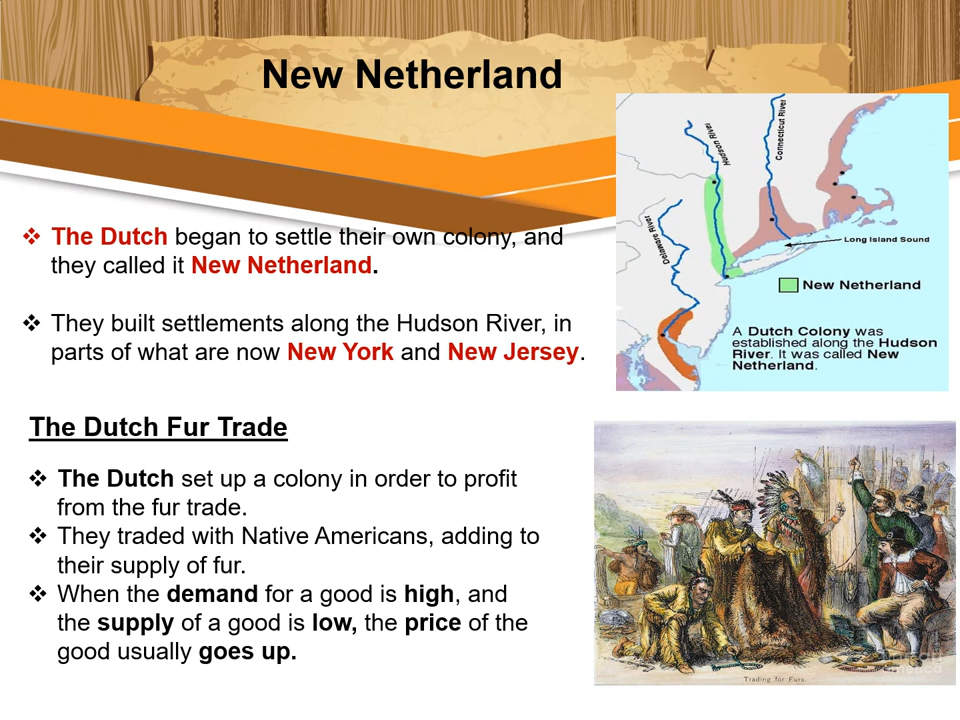 New Netherland
❖ The Dutch began to settle their own colony, and
they called it New Netherland.
❖ They built settlements along the Hudson River, in
parts of what are now New York and New Jersey.
The Dutch Fur Trade
❖ The Dutch set up a colony in order to profit
from the fur trade.
❖ They traded with Native Americans, adding to
their supply of fur.
❖ When the demand for a good is high, and
the supply of a good is low, the price of the
good usually goes up.
Hudson River
Connecticut River
Delaware River
Long Island Sound
New Netherland
A Dutch Colony was
established along the Hudson
River. It was called New
Netherland.
Trading for Furs.